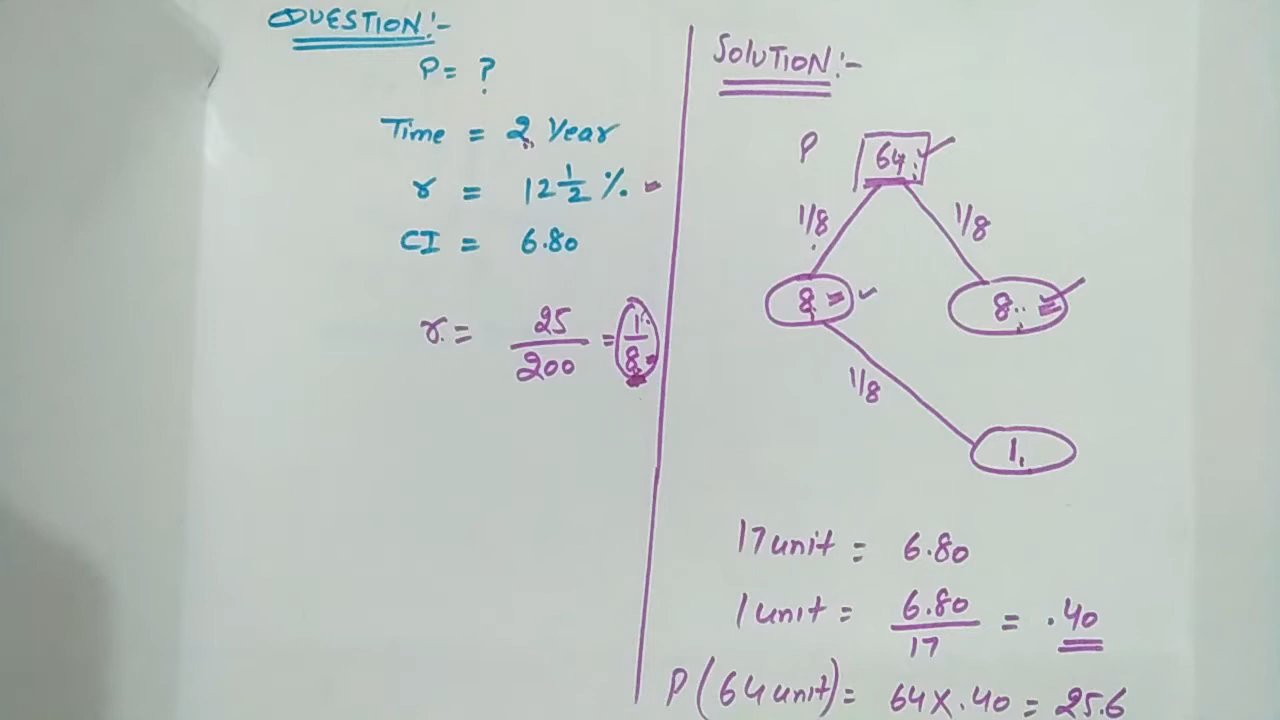 QUESTION:-
P = ?
Time = 2 Year
r = 12 1/2 %
CI = 6.80
r = 25/200 = 1/8
SOLUTION:-
P 64
1/8 1/8
8 = 8
1/8
1
17 unit = 6.80
1 unit = 6.80/17 = .40
P (64 unit) = 64 X .40 = 25.6